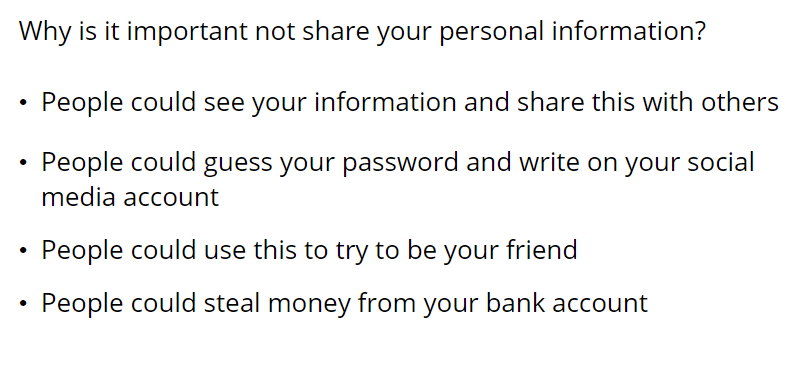 Why is it important not share your personal information?
• People could see your information and share this with others
• People could guess your password and write on your social
media account
• People could use this to try to be your friend
• People could steal money from your bank account